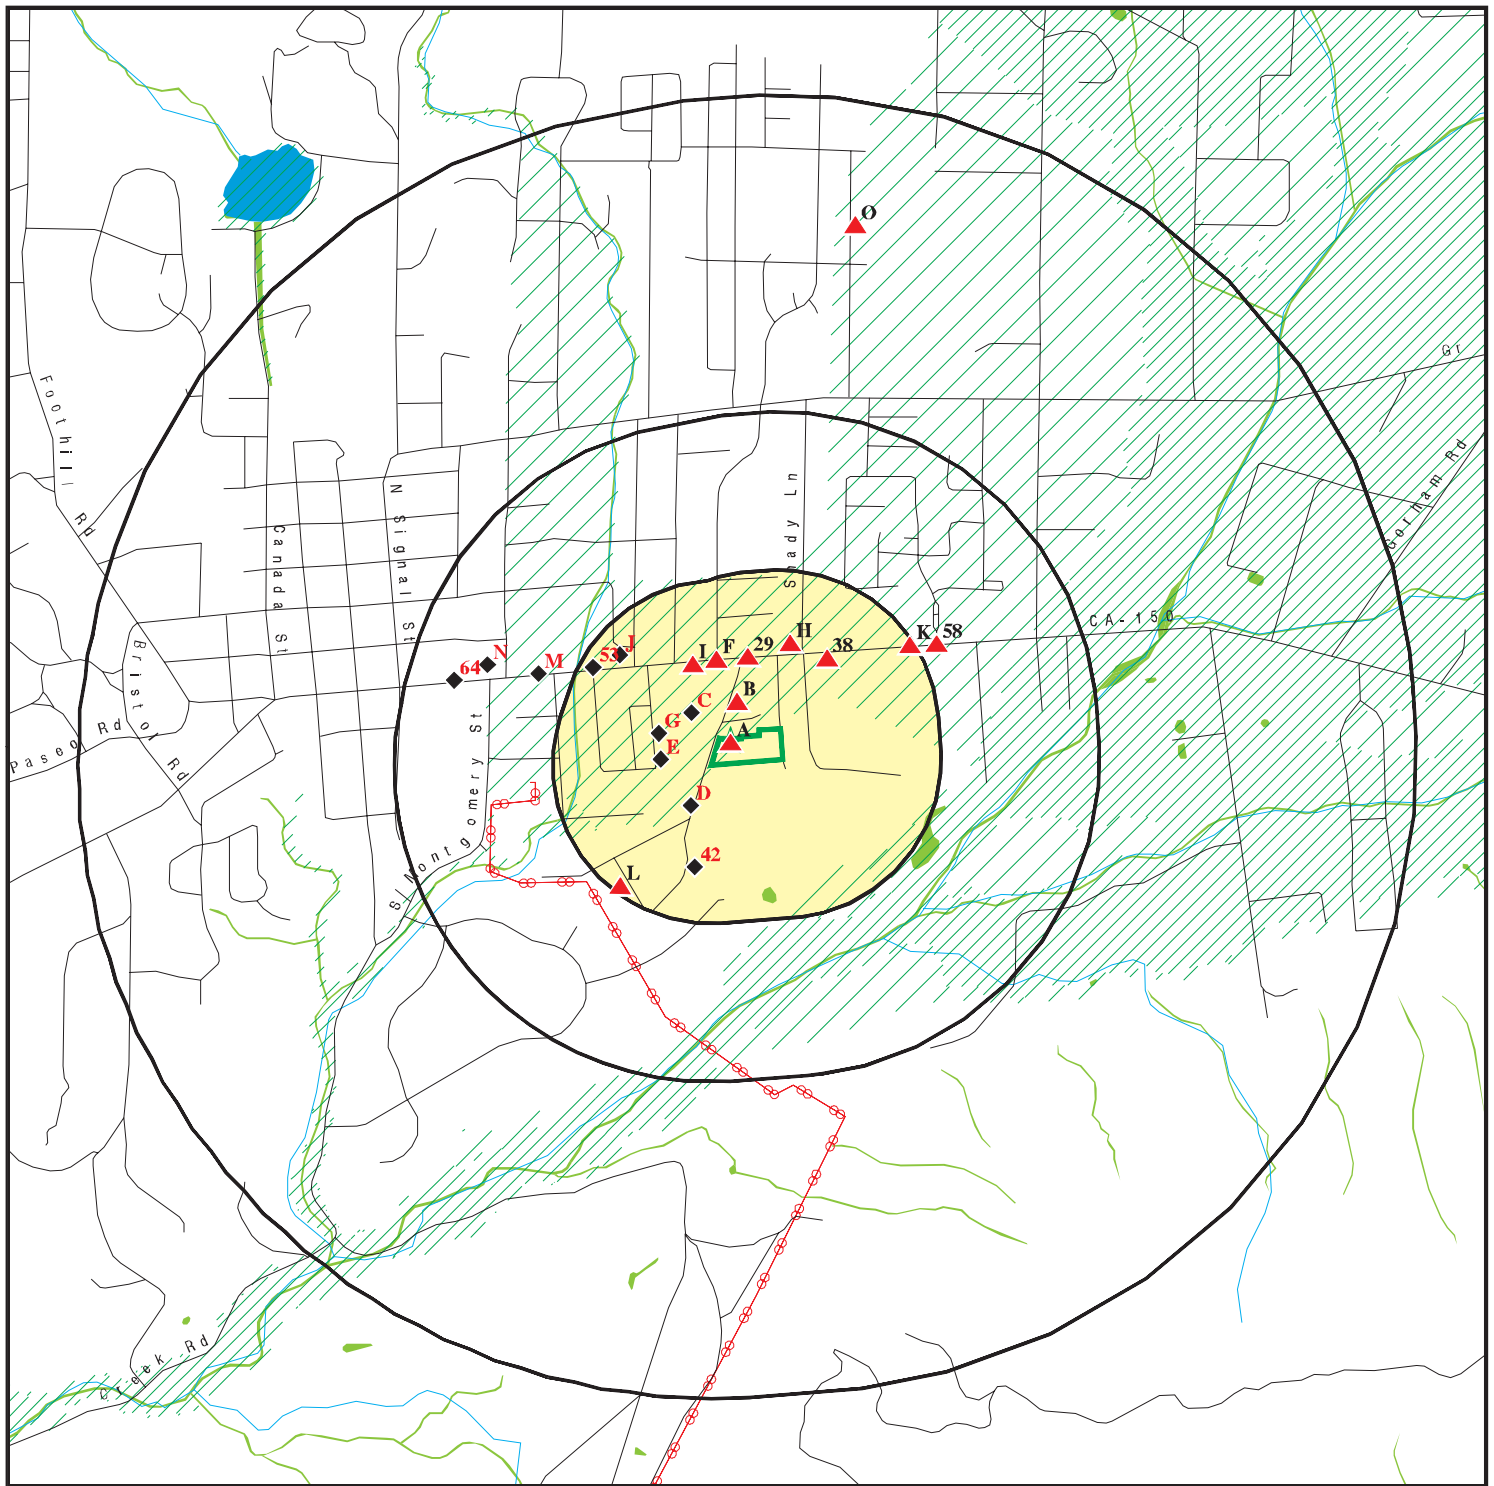 O
Gr
Foothill Rd
Gorham Rd
N Signal St
Canada St
Shady Ln
CA-150
Bristol Rd
Paseo Rd
S Montgomery St
Creek Rd
64
N
M
53
J
I
F
29
H
38
K
58
C
B
G
A
E
D
42
L